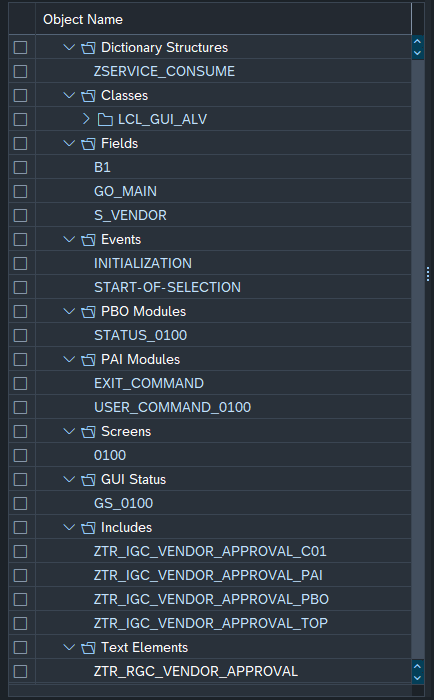 Object Name
Dictionary Structures
ZSERVICE_CONSUME
Classes
LCL_GUI_ALV
Fields
B1
GO_MAIN
S_VENDOR
Events
INITIALIZATION
START-OF-SELECTION
PBO Modules
STATUS_0100
PAI Modules
EXIT_COMMAND
USER_COMMAND_0100
Screens
0100
GUI Status
GS_0100
Includes
ZTR_IGC_VENDOR_APPROVAL_C01
ZTR_IGC_VENDOR_APPROVAL_PAI
ZTR_IGC_VENDOR_APPROVAL_PBO
ZTR_IGC_VENDOR_APPROVAL_TOP
Text Elements
ZTR_RGC_VENDOR_APPROVAL